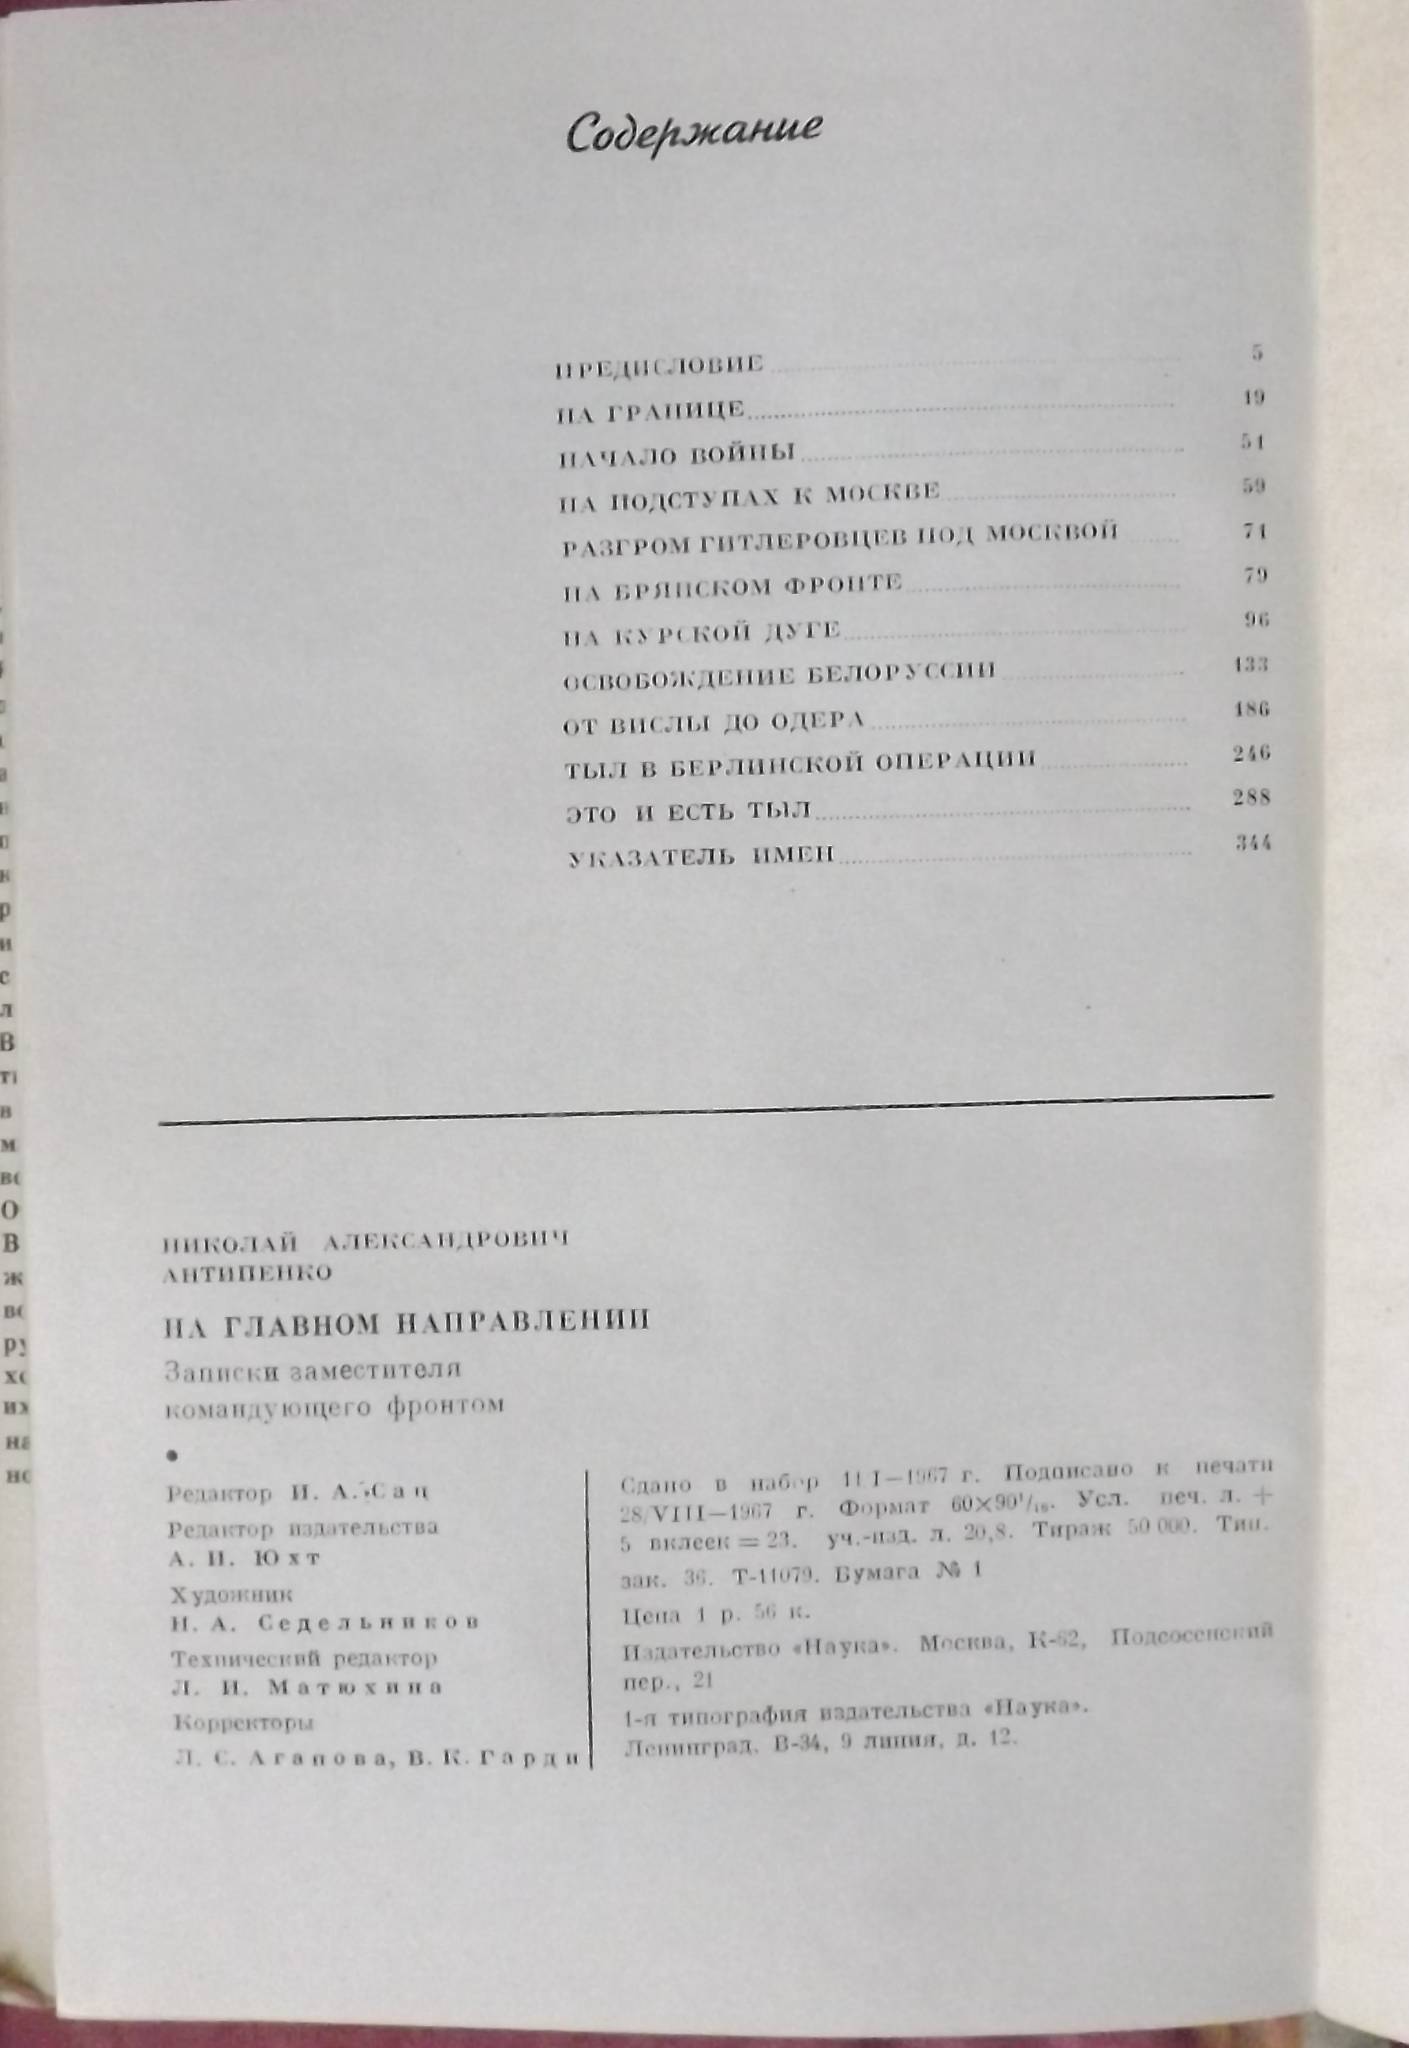 Содержание
ПРЕДИСЛОВИЕ 5
НА ГРАНИЦЕ 19
НАЧАЛО ВОЙНЫ 51
НА ПОДСТУПАХ К МОСКВЕ 59
РАЗГРОМ ГИТЛЕРОВЦЕВ ПОД МОСКВОЙ 71
НА БРЯНСКОМ ФРОНТЕ 79
НА КУРСКОЙ ДУГЕ 96
ОСВОБОЖДЕНИЕ БЕЛОРУССИИ 133
ОТ ВИСЛЫ ДО ОДЕРА 186
ТЫЛ В БЕРЛИНСКОЙ ОПЕРАЦИИ 246
ЭТО И ЕСТЬ ТЫЛ 288
УКАЗАТЕЛЬ ИМЕН 344
НИКОЛАЙ АЛЕКСАНДРОВИЧ
АНТИПЕНКО
НА ГЛАВНОМ НАПРАВЛЕНИИ
Записки заместителя
командующего фронтом
Редактор И. А. Сац
Редактор издательства
А. И. Юхт
Художник
Н. А. Седельников
Технический редактор
Л. И. Матюхина
Корректоры
Л. С. Агапова, В. К. Гарди
Сдано в набор 11 I—1967 г. Подписано к печати
28/VIII—1967 г. Формат 60×90¹/₁₆. Усл. печ. л. +
5 вклеек = 23. уч.-изд. л. 20,8. Тираж 50 000. Тип.
зак. 36. Т-11079. Бумага № 1
Цена 1 р. 56 к.
Издательство «Наука». Москва, К-62, Подсосенский
пер., 21
1-я типография издательства «Наука».
Ленинград. В-34, 9 линия, д. 12.